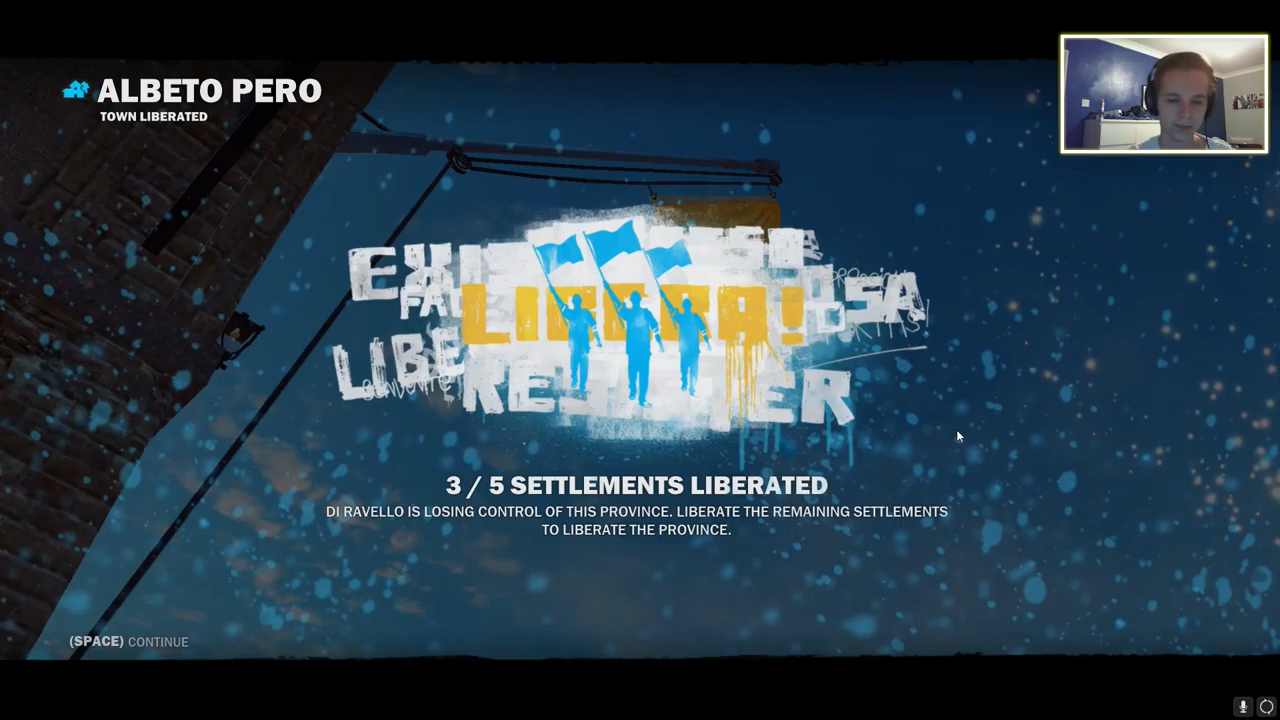 ALBETO PERO
TOWN LIBERATED
LIBERA!
3 / 5 SETTLEMENTS LIBERATED
DI RAVELLO IS LOSING CONTROL OF THIS PROVINCE. LIBERATE THE REMAINING SETTLEMENTS
TO LIBERATE THE PROVINCE.
(SPACE) CONTINUE